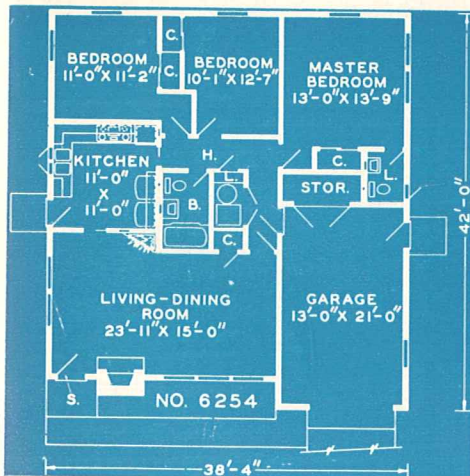 BEDROOM
11'-0" X 11'-2"
C.
C.
BEDROOM
10'-1" X 12'-7"
MASTER
BEDROOM
13'-0" X 13'-9"
KITCHEN
11'-0"
X
11'-0"
H.
B.
L.
C.
C.
L.
STOR.
LIVING-DINING
ROOM
23'-11" X 15'-0"
GARAGE
13'-0" X 21'-0"
S.
NO. 6254
42'-0"
38'-4"